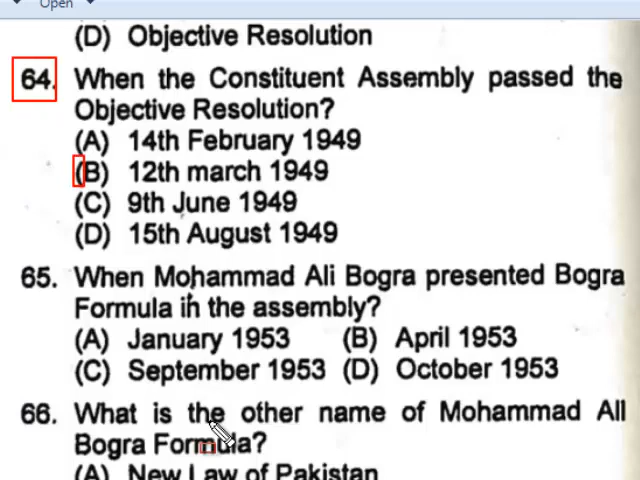 Open
(D) Objective Resolution
64. When the Constituent Assembly passed the
Objective Resolution?
(A) 14th February 1949
(B) 12th march 1949
(C) 9th June 1949
(D) 15th August 1949
65. When Mohammad Ali Bogra presented Bogra
Formula in the assembly?
(A) January 1953 (B) April 1953
(C) September 1953 (D) October 1953
66. What is the other name of Mohammad Ali
Bogra Formula?
(A) New Law of Pakistan